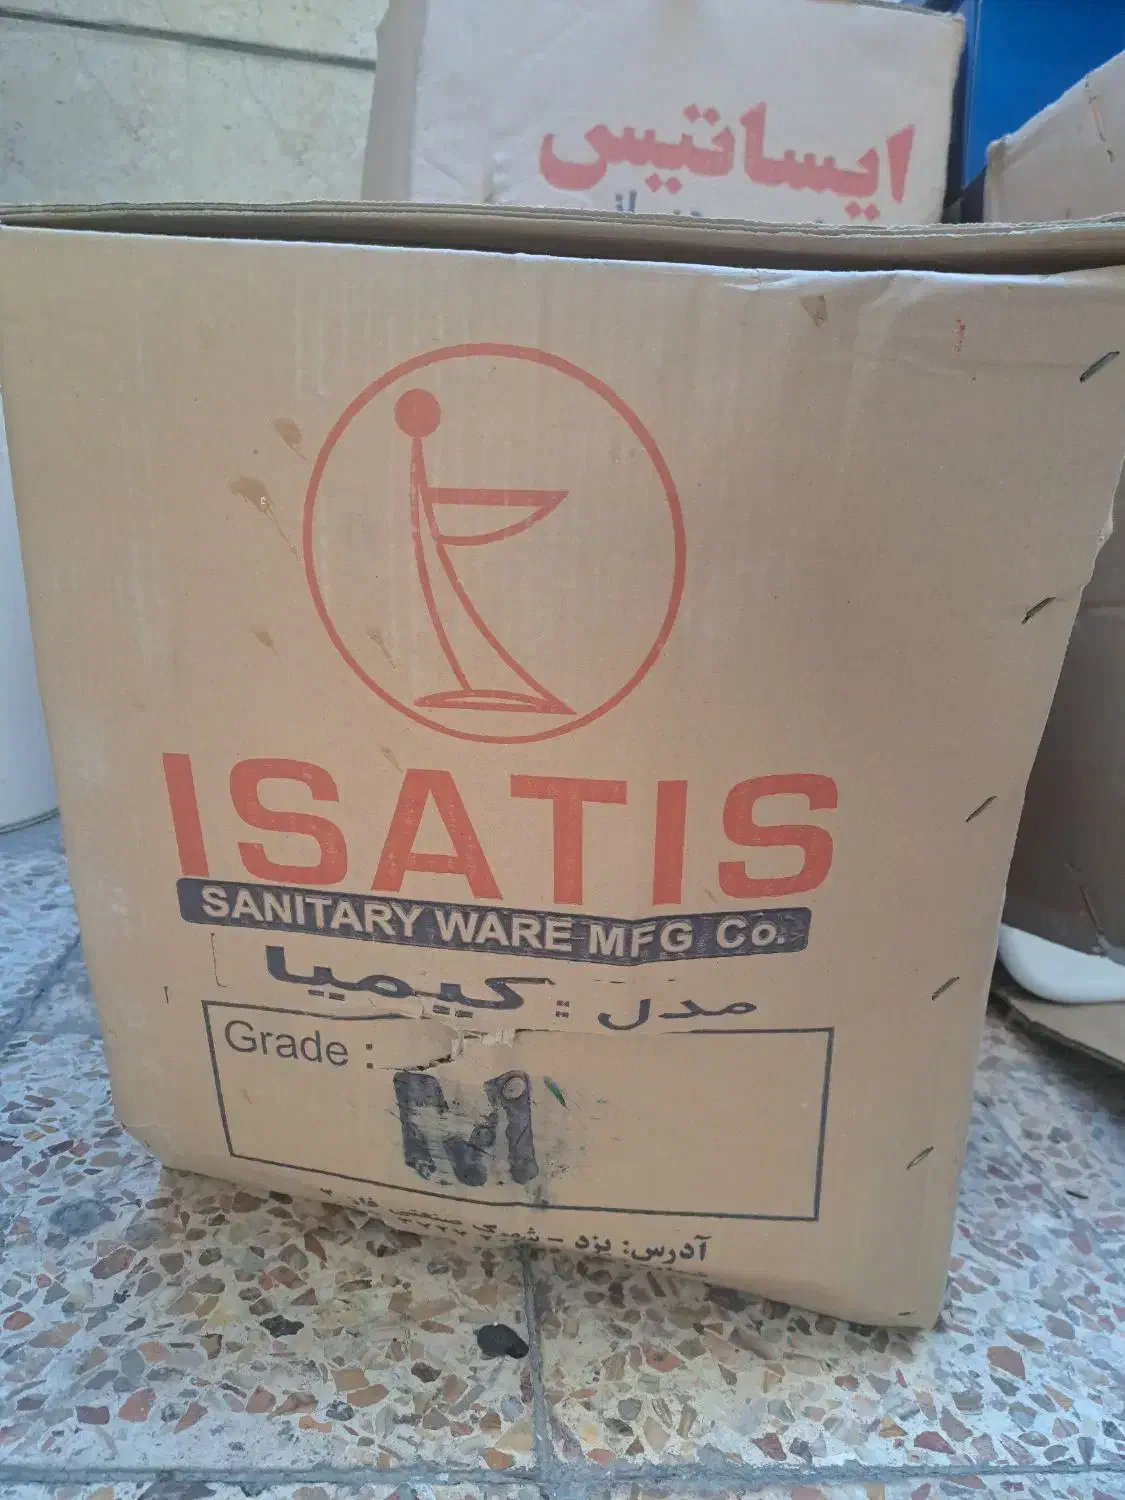 ایساتیس
ISATIS
SANITARY WARE MFG Co.
مدل : کیمیا
Grade :
M
آدرس: یزد -